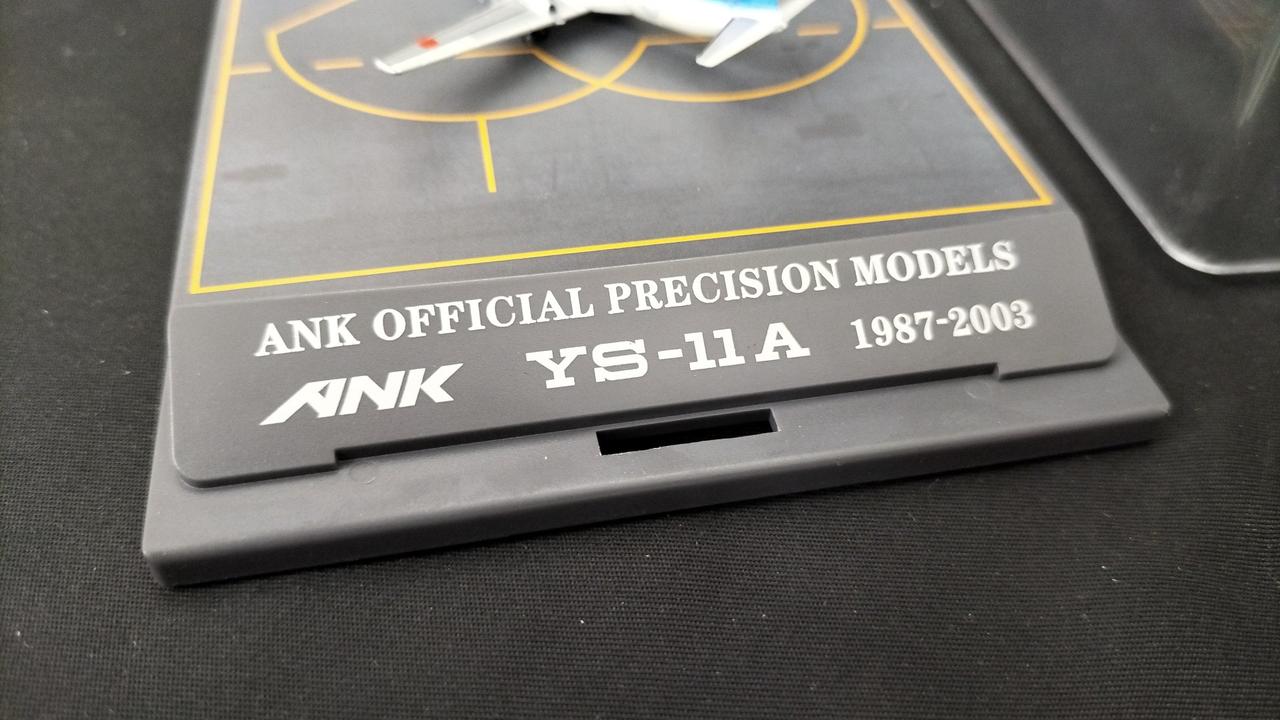 ANK OFFICIAL PRECISION MODELS
ANK YS-11A 1987-2003